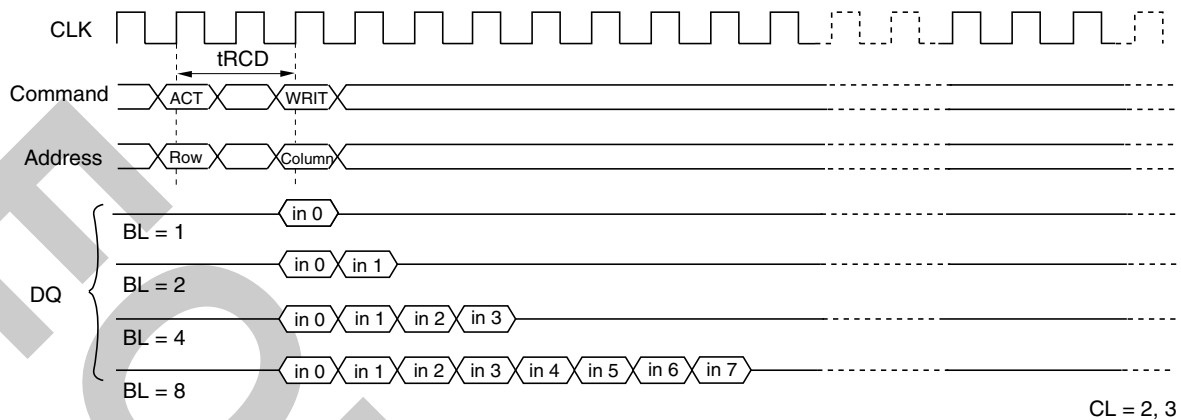 CLK
tRCD
Command ACT WRIT
Address Row Column
DQ
in 0
BL = 1
in 0 in 1
BL = 2
in 0 in 1 in 2 in 3
BL = 4
in 0 in 1 in 2 in 3 in 4 in 5 in 6 in 7
BL = 8
CL = 2, 3